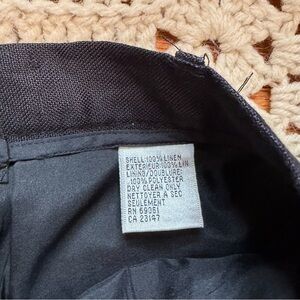 SHELL:100% LINEN
EXTERIEUR:100% LIN
LINING/DOUBLURE:
100% POLYESTER
DRY CLEAN ONLY
NETTOYER A SEC
SEULEMENT.
RN 69051
CA 23147